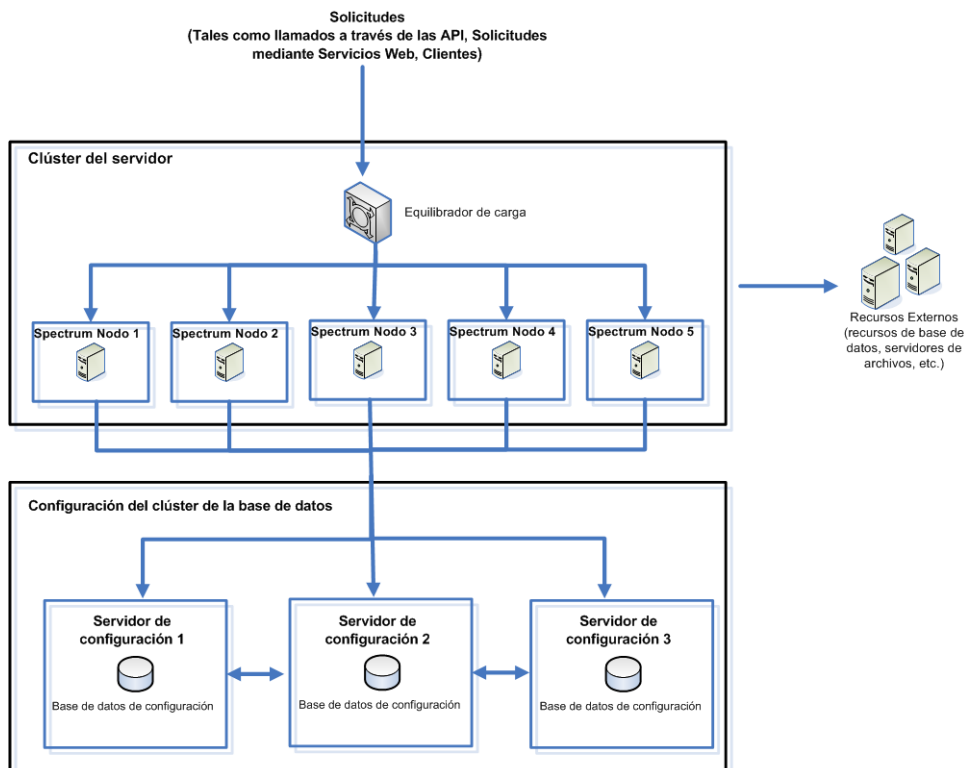 Solicitudes
(Tales como llamados a través de las API, Solicitudes
mediante Servicios Web, Clientes)
Clúster del servidor
Equilibrador de carga
Spectrum Nodo 1
Spectrum Nodo 2
Spectrum Nodo 3
Spectrum Nodo 4
Spectrum Nodo 5
Recursos Externos
(recursos de base de
datos, servidores de
archivos, etc.)
Configuración del clúster de la base de datos
Servidor de
configuración 1
Base de datos de configuración
Servidor de
configuración 2
Base de datos de configuración
Servidor de
configuración 3
Base de datos de configuración